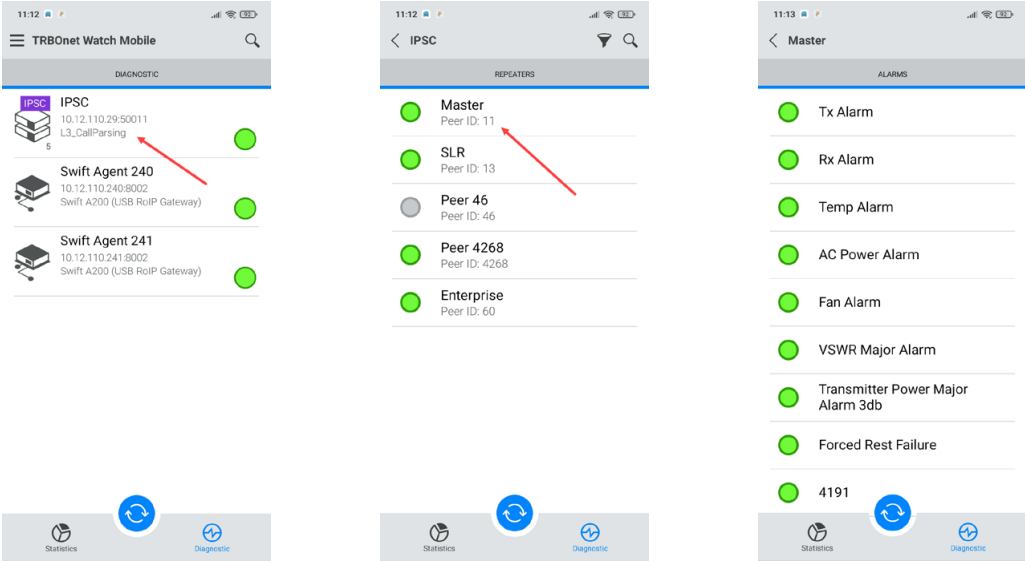 11:12
92
TRBOnet Watch Mobile
DIAGNOSTIC
IPSC
IPSC
10.12.110.29:50011
L3_CallParsing
5
Swift Agent 240
10.12.110.240:8002
Swift A200 (USB RoIP Gateway)
Swift Agent 241
10.12.110.241:8002
Swift A200 (USB RoIP Gateway)
Statistics
Diagnostic
11:12
92
IPSC
REPEATERS
Master
Peer ID: 11
SLR
Peer ID: 13
Peer 46
Peer ID: 46
Peer 4268
Peer ID: 4268
Enterprise
Peer ID: 60
Statistics
Diagnostic
11:13
92
Master
ALARMS
Tx Alarm
Rx Alarm
Temp Alarm
AC Power Alarm
Fan Alarm
VSWR Major Alarm
Transmitter Power Major
Alarm 3db
Forced Rest Failure
4191
Statistics
Diagnostic